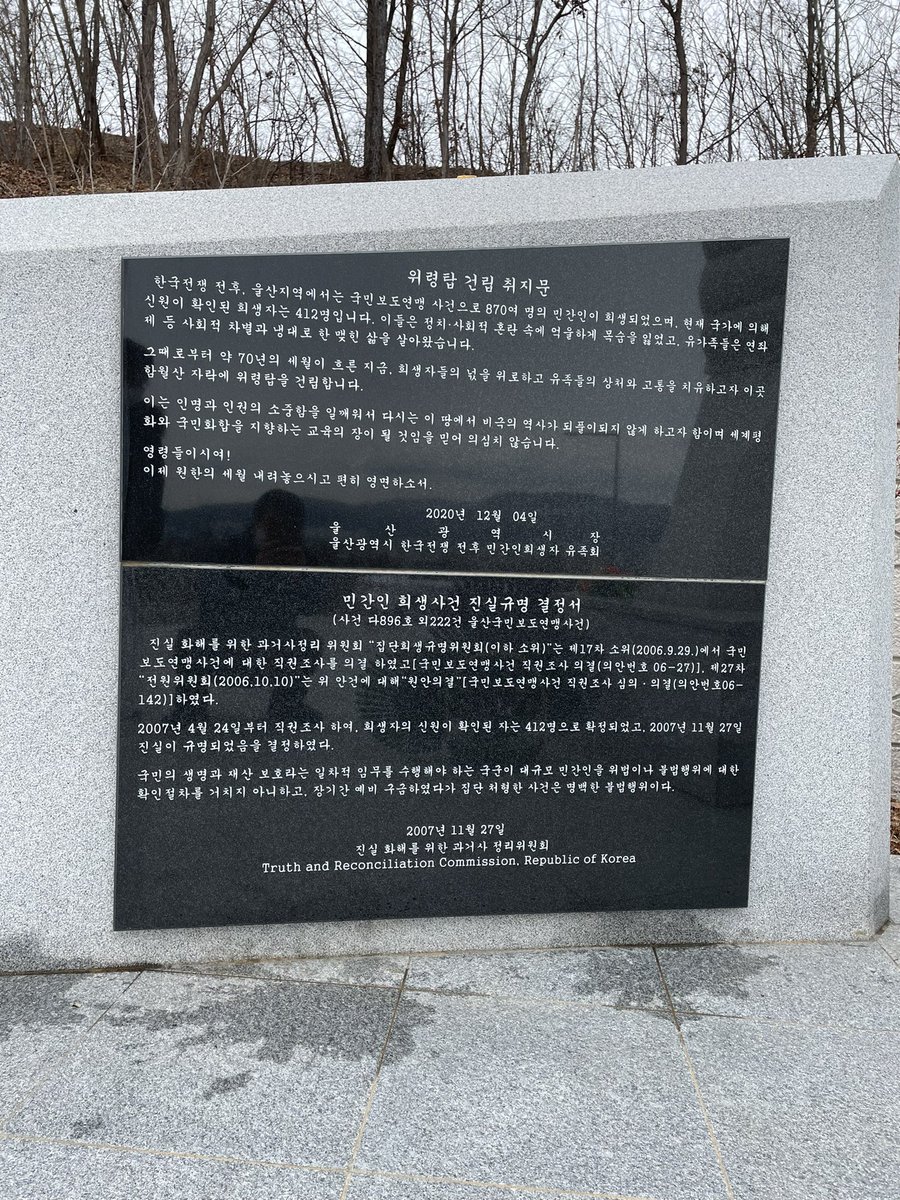 위령탑 건립 취지문
한국전쟁 전후, 울산지역에서는 국민보도연맹 사건으로 870여 명의 민간인이 희생되었으며, 현재 국가에 의해
신원이 확인된 희생자는 412명입니다. 이들은 정치·사회적 혼란 속에 억울하게 목숨을 잃었고, 유가족들은 연좌
제 등 사회적 차별과 냉대로 한 맺힌 삶을 살아왔습니다.
그때로부터 약 70년의 세월이 흐른 지금, 희생자들의 넋을 위로하고 유족들의 상처와 고통을 치유하고자 이곳
함월산 자락에 위령탑을 건립합니다.
이는 인명과 인권의 소중함을 일깨워서 다시는 이 땅에서 비극의 역사가 되풀이되지 않게 하고자 함이며 세계평
화와 국민화합을 지향하는 교육의 장이 될 것임을 믿어 의심치 않습니다.
영령들이시여!
이제 원한의 세월 내려놓으시고 편히 영면하소서.
2020년 12월 04일
울 산 광 역 시 장
울산광역시 한국전쟁 전후 민간인희생자 유족회
민간인 희생사건 진실규명 결정서
(사건 다896호 외222건 울산국민보도연맹사건)
진실 화해를 위한 과거사정리 위원회 "집단희생규명위원회(이하 소위)"는 제17차 소위(2006.9.29.)에서 국민
보도연맹사건에 대한 직권조사를 의결 하였고[국민보도연맹사건 직권조사 의결(의안번호 06-27)], 제27차
"전원위원회(2006.10.10)"는 위 안건에 대해"원안의결"[국민보도연맹사건 직권조사 심의·의결(의안번호06-
142)]하였다.
2007년 4월 24일부터 직권조사 하여, 희생자의 신원이 확인된 자는 412명으로 확정되었고, 2007년 11월 27일
진실이 규명되었음을 결정하였다.
국민의 생명과 재산 보호라는 일차적 임무를 수행해야 하는 국군이 대규모 민간인을 위법이나 불법행위에 대한
확인절차를 거치지 아니하고, 장기간 예비 구금하였다가 집단 처형한 사건은 명백한 불법행위이다.
2007년 11월 27일
진실 화해를 위한 과거사 정리위원회
Truth and Reconciliation Commission, Republic of Korea